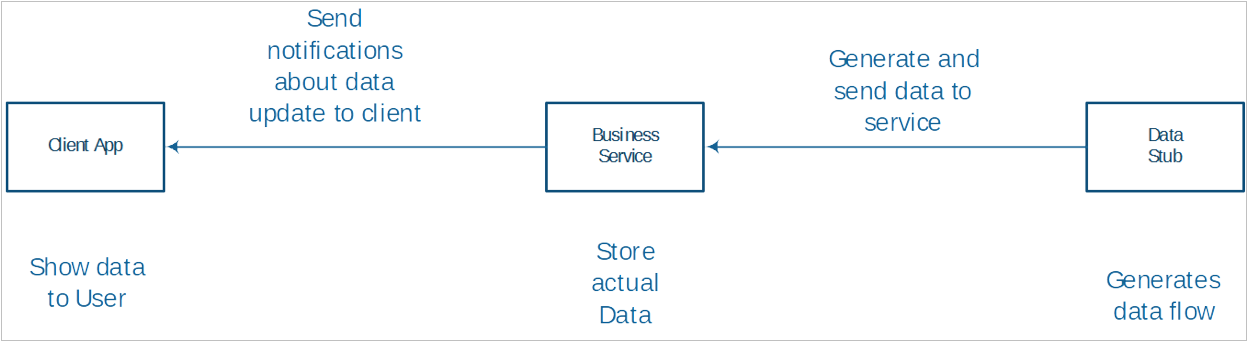 Send
notifications
about data
update to client
Generate and
send data to
service
Client App
Business
Service
Data
Stub
Show data
to User
Store
actual
Data
Generates
data flow